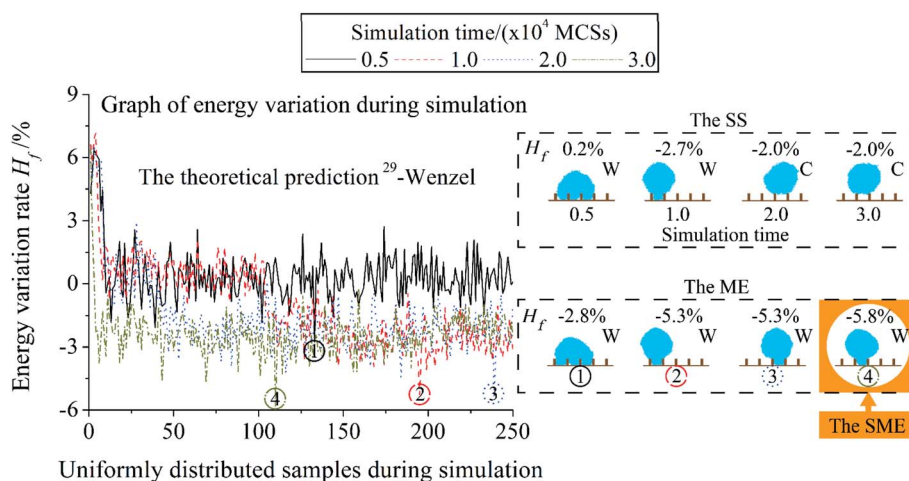 Simulation time/(x10⁴ MCSs)
0.5 1.0 2.0 3.0
Graph of energy variation during simulation
The theoretical prediction ²⁹-Wenzel
Energy variation rate H_f /%
9
6
3
0
-3
-6
0 50 100 150 200 250
Uniformly distributed samples during simulation
1
2
3
4
The SS
H_f 0.2% -2.7% -2.0% -2.0%
W W C C
0.5 1.0 2.0 3.0
Simulation time
The ME
H_f -2.8% -5.3% -5.3% -5.8%
W W W W
1 2 3 4
The SME